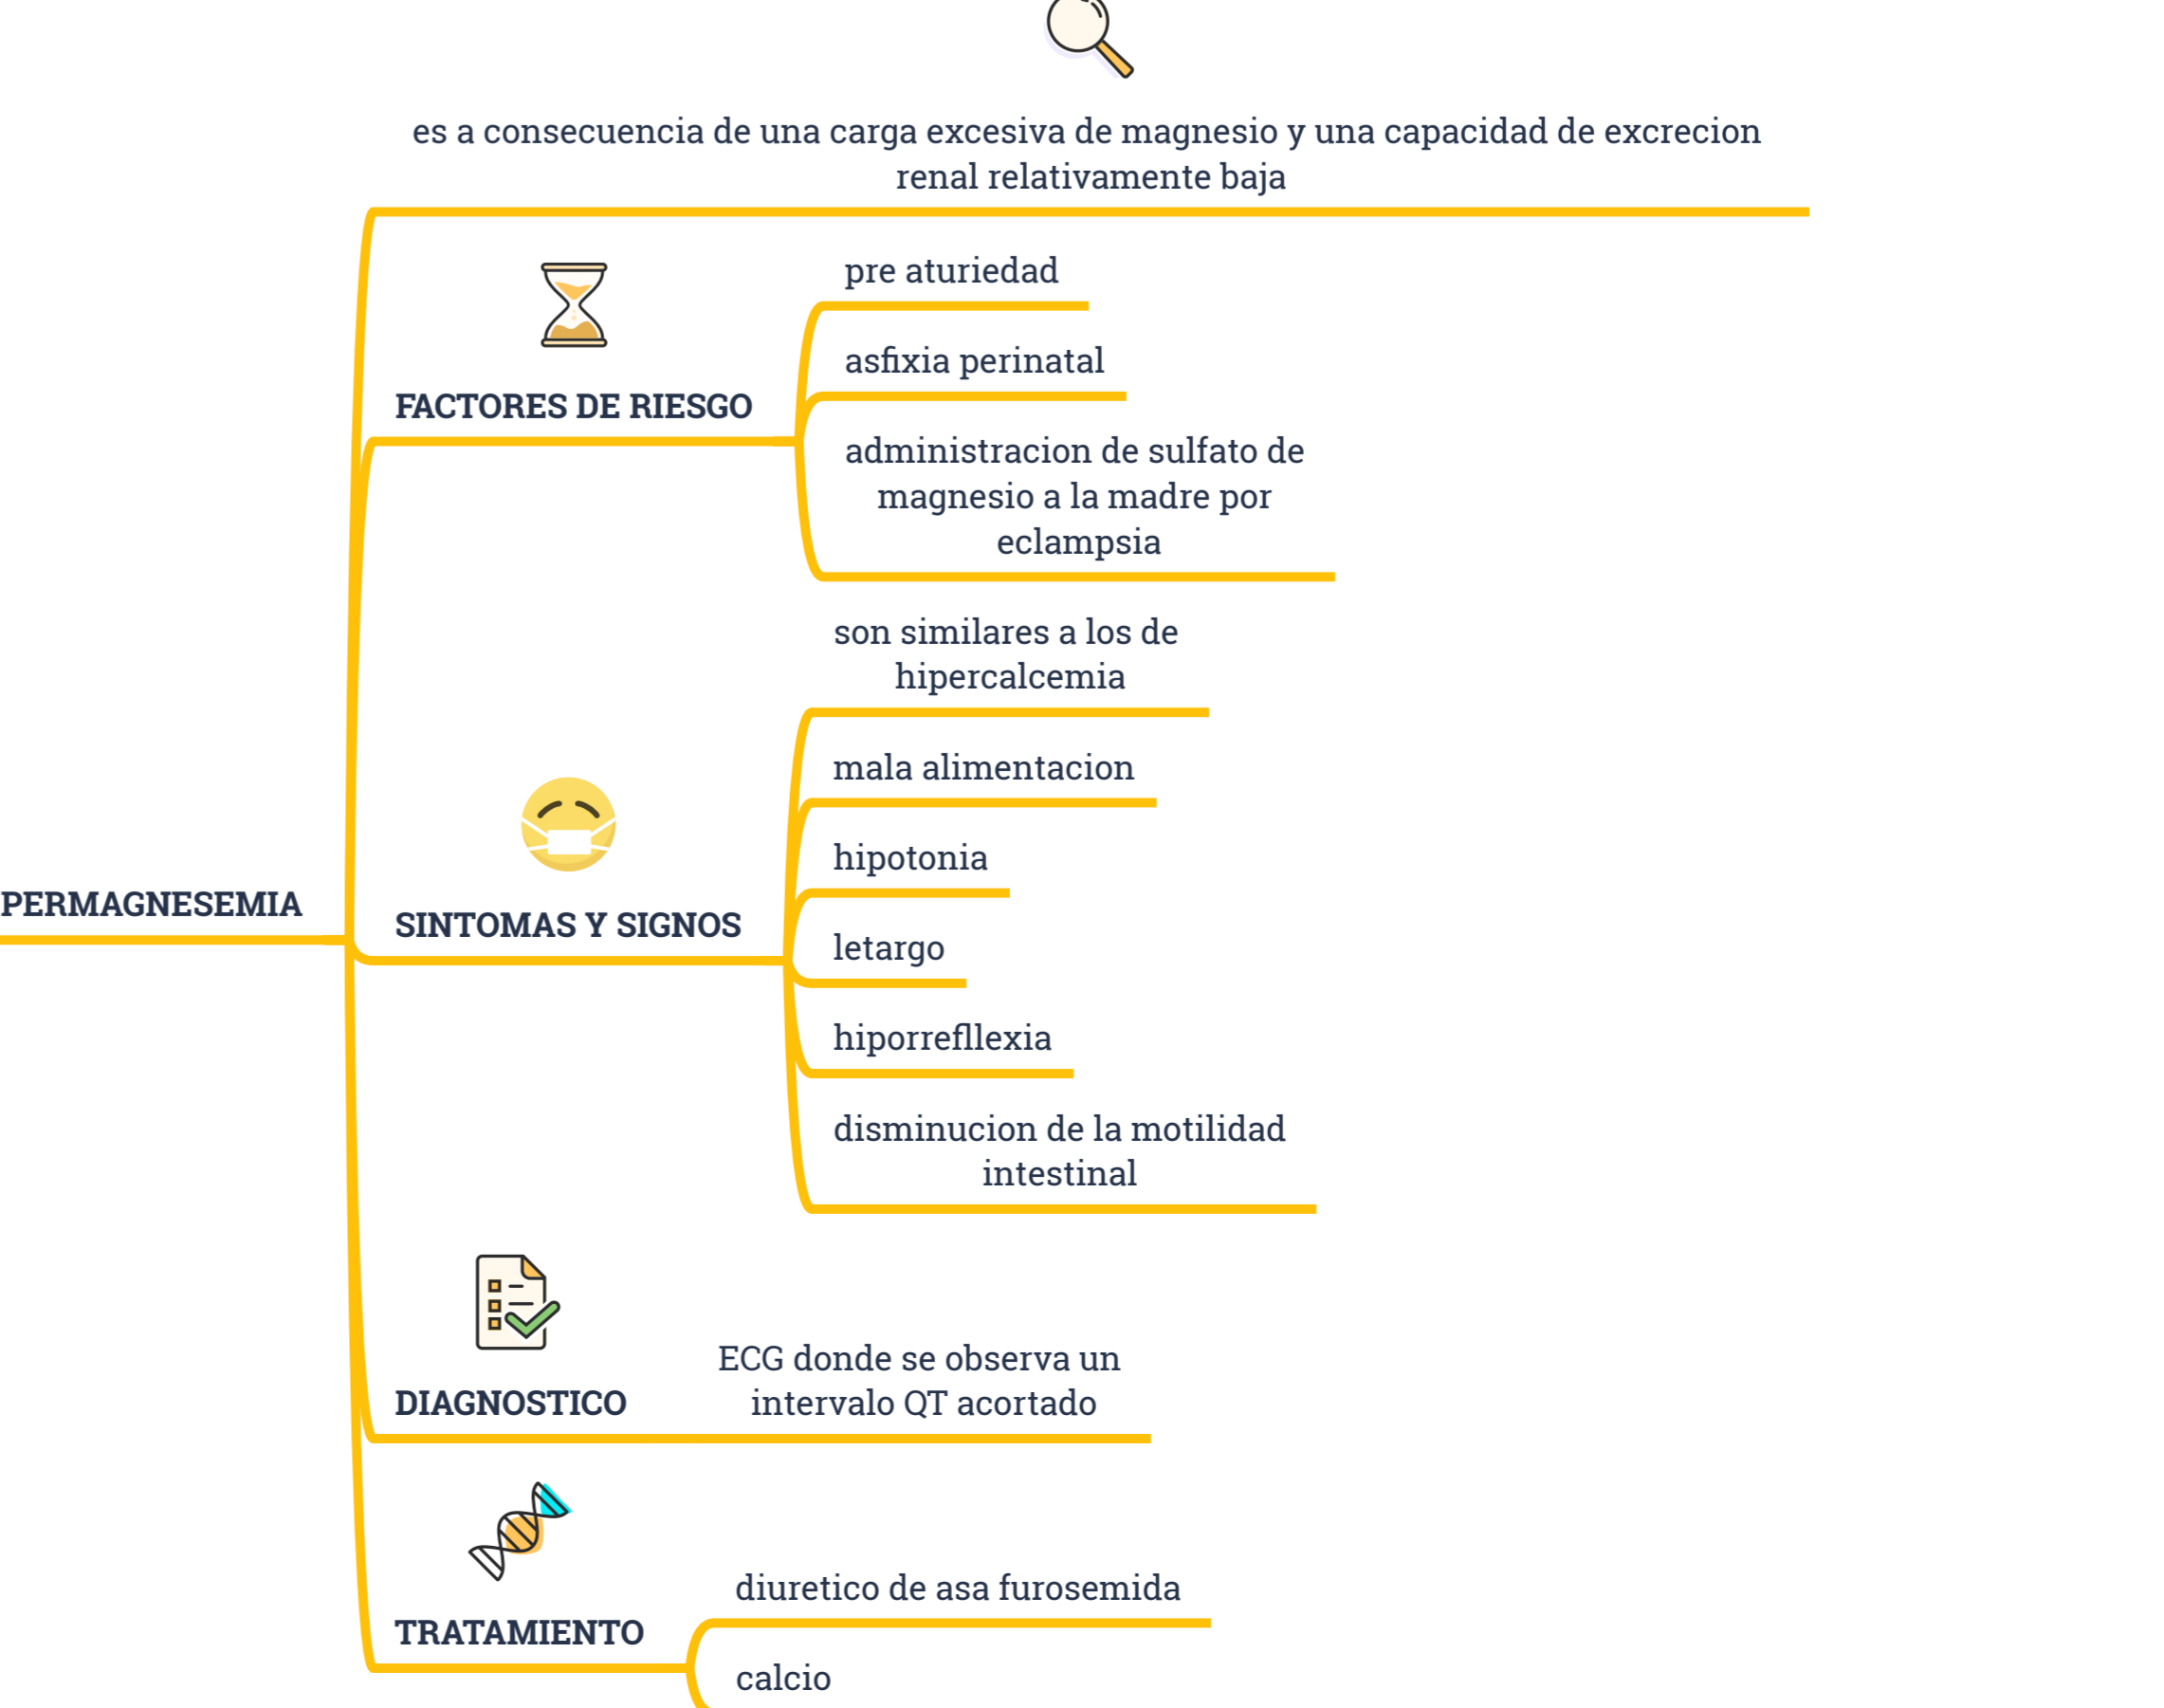 es a consecuencia de una carga excesiva de magnesio y una capacidad de excrecion
renal relativamente baja
pre aturiedad
asfixia perinatal
FACTORES DE RIESGO
administracion de sulfato de
magnesio a la madre por
eclampsia
son similares a los de
hipercalcemia
mala alimentacion
hipotonia
PERMAGNESEMIA
SINTOMAS Y SIGNOS
letargo
hiporrefllexia
disminucion de la motilidad
intestinal
ECG donde se observa un
intervalo QT acortado
DIAGNOSTICO
diuretico de asa furosemida
TRATAMIENTO
calcio